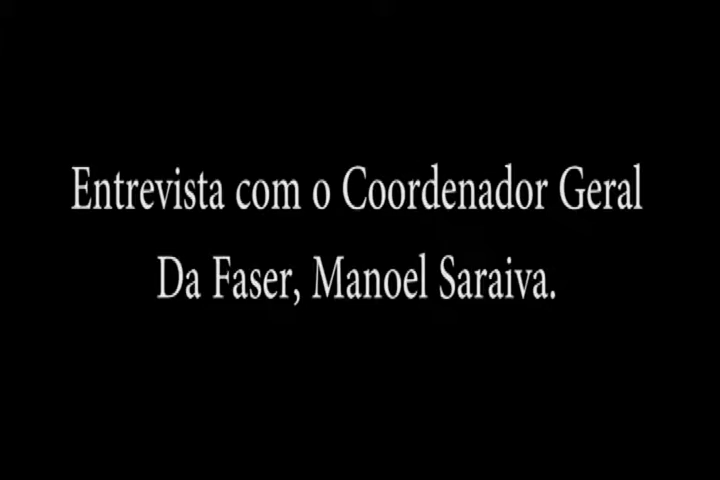 Entrevista com o Coordenador Geral
Da Faser, Manoel Saraiva.